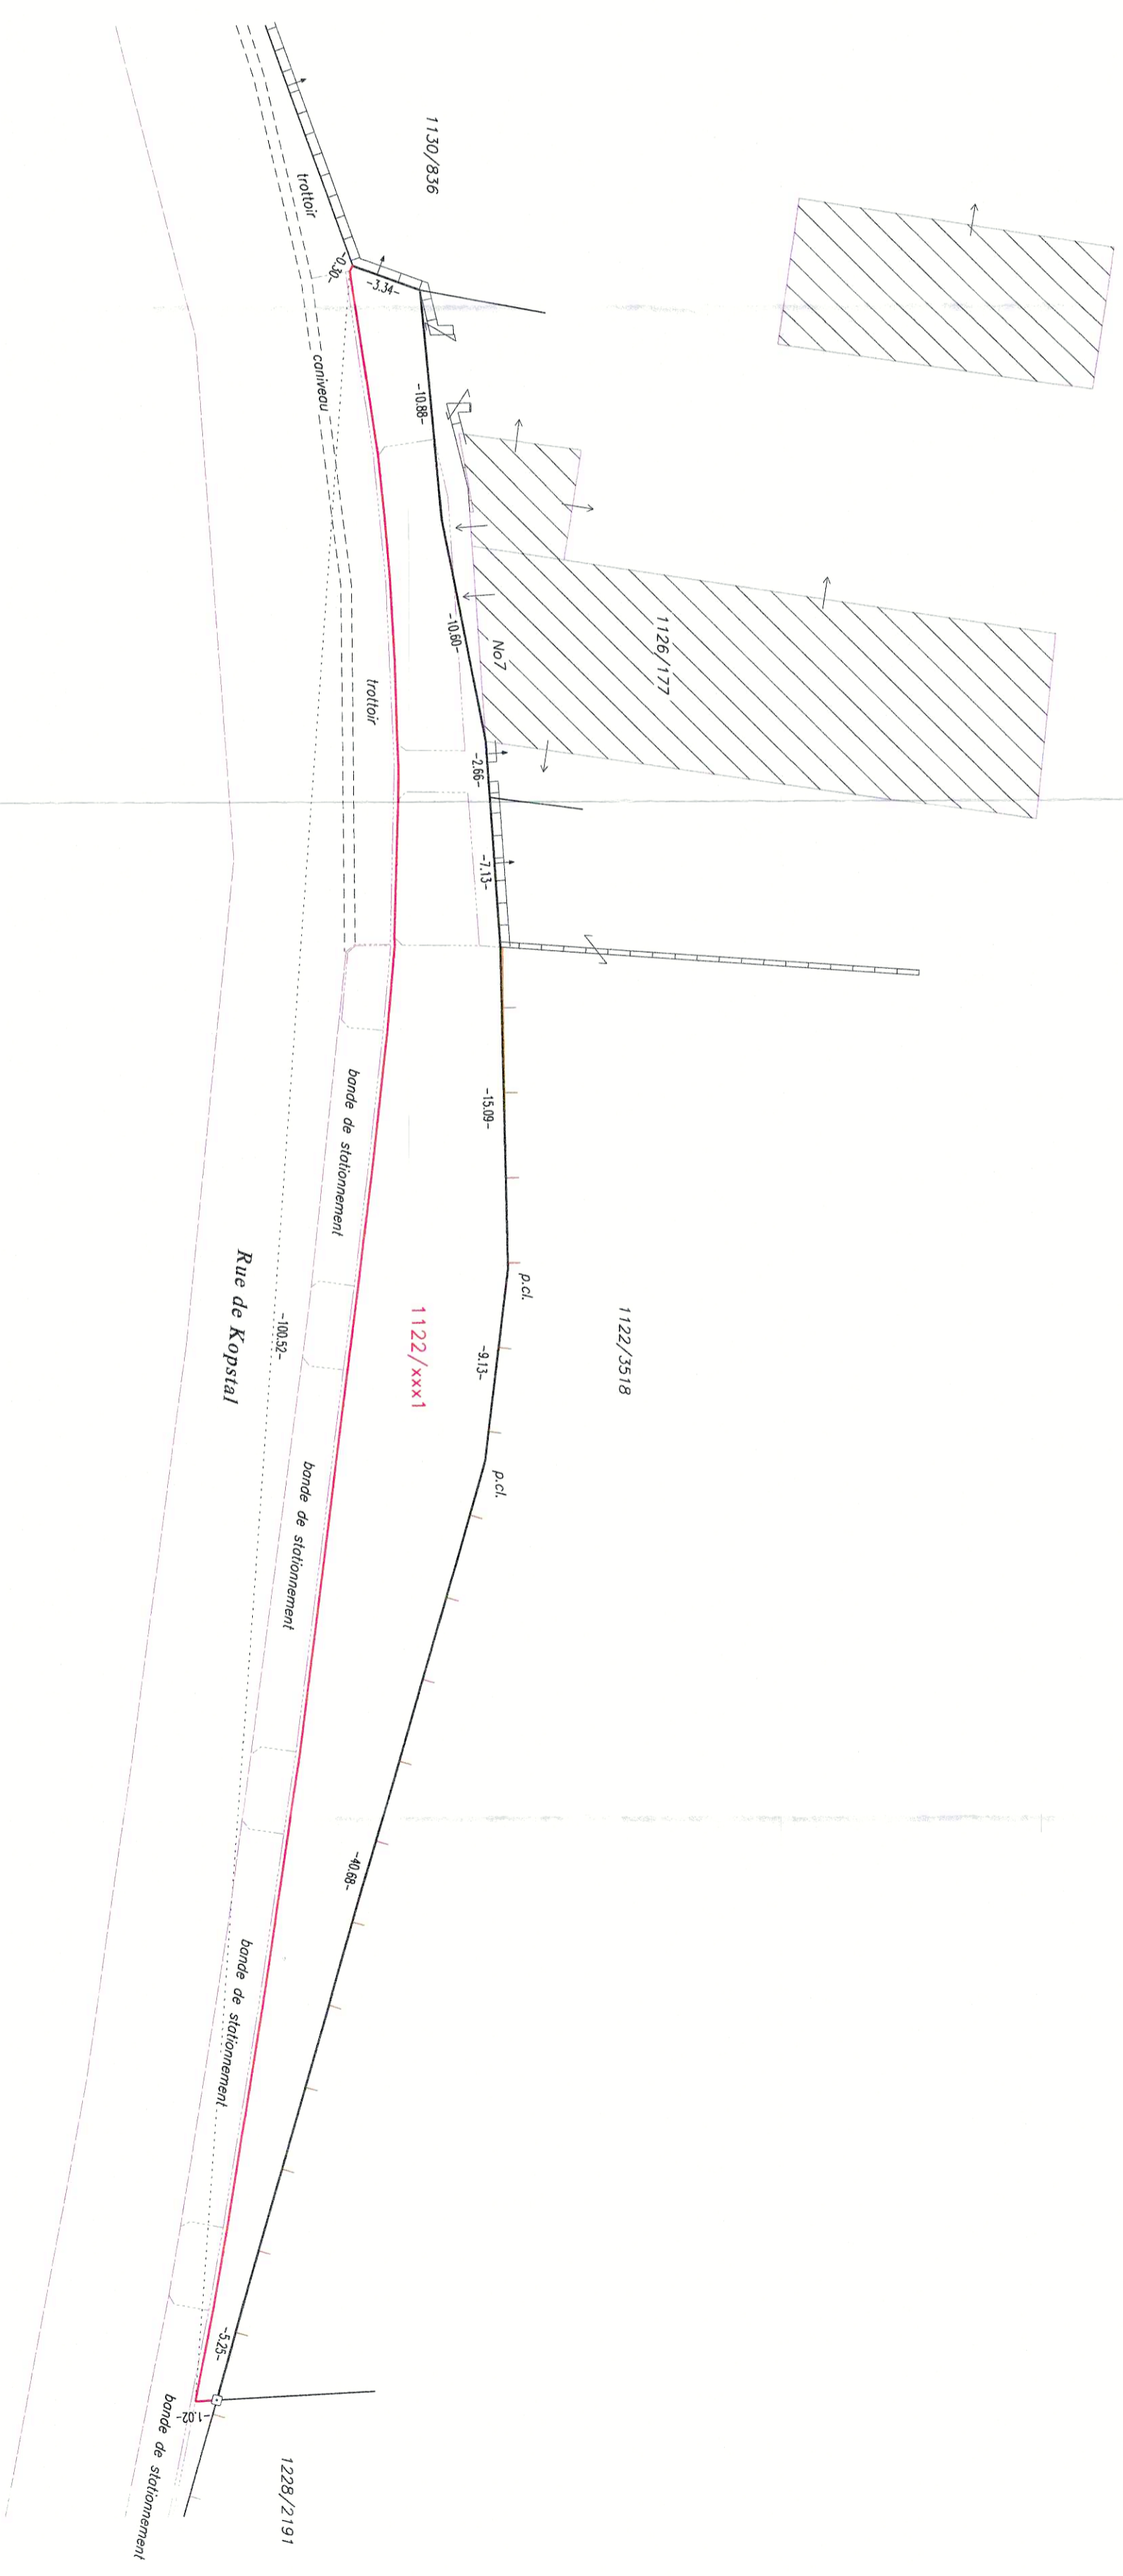 1130/836
trottoir
-0.30-
-3.34-
caniveau
-10.88-
-10.60-
No7
1126/177
trottoir
-2.66-
-7.13-
bande de stationnement
-15.09-
p.cl.
Rue de Kopstal
-100.52-
1122/xxx1
-9.13-
1122/3518
p.cl.
bande de stationnement
-40.68-
bande de stationnement
-5.25-
-1.02-
bande de stationnement
1228/2191